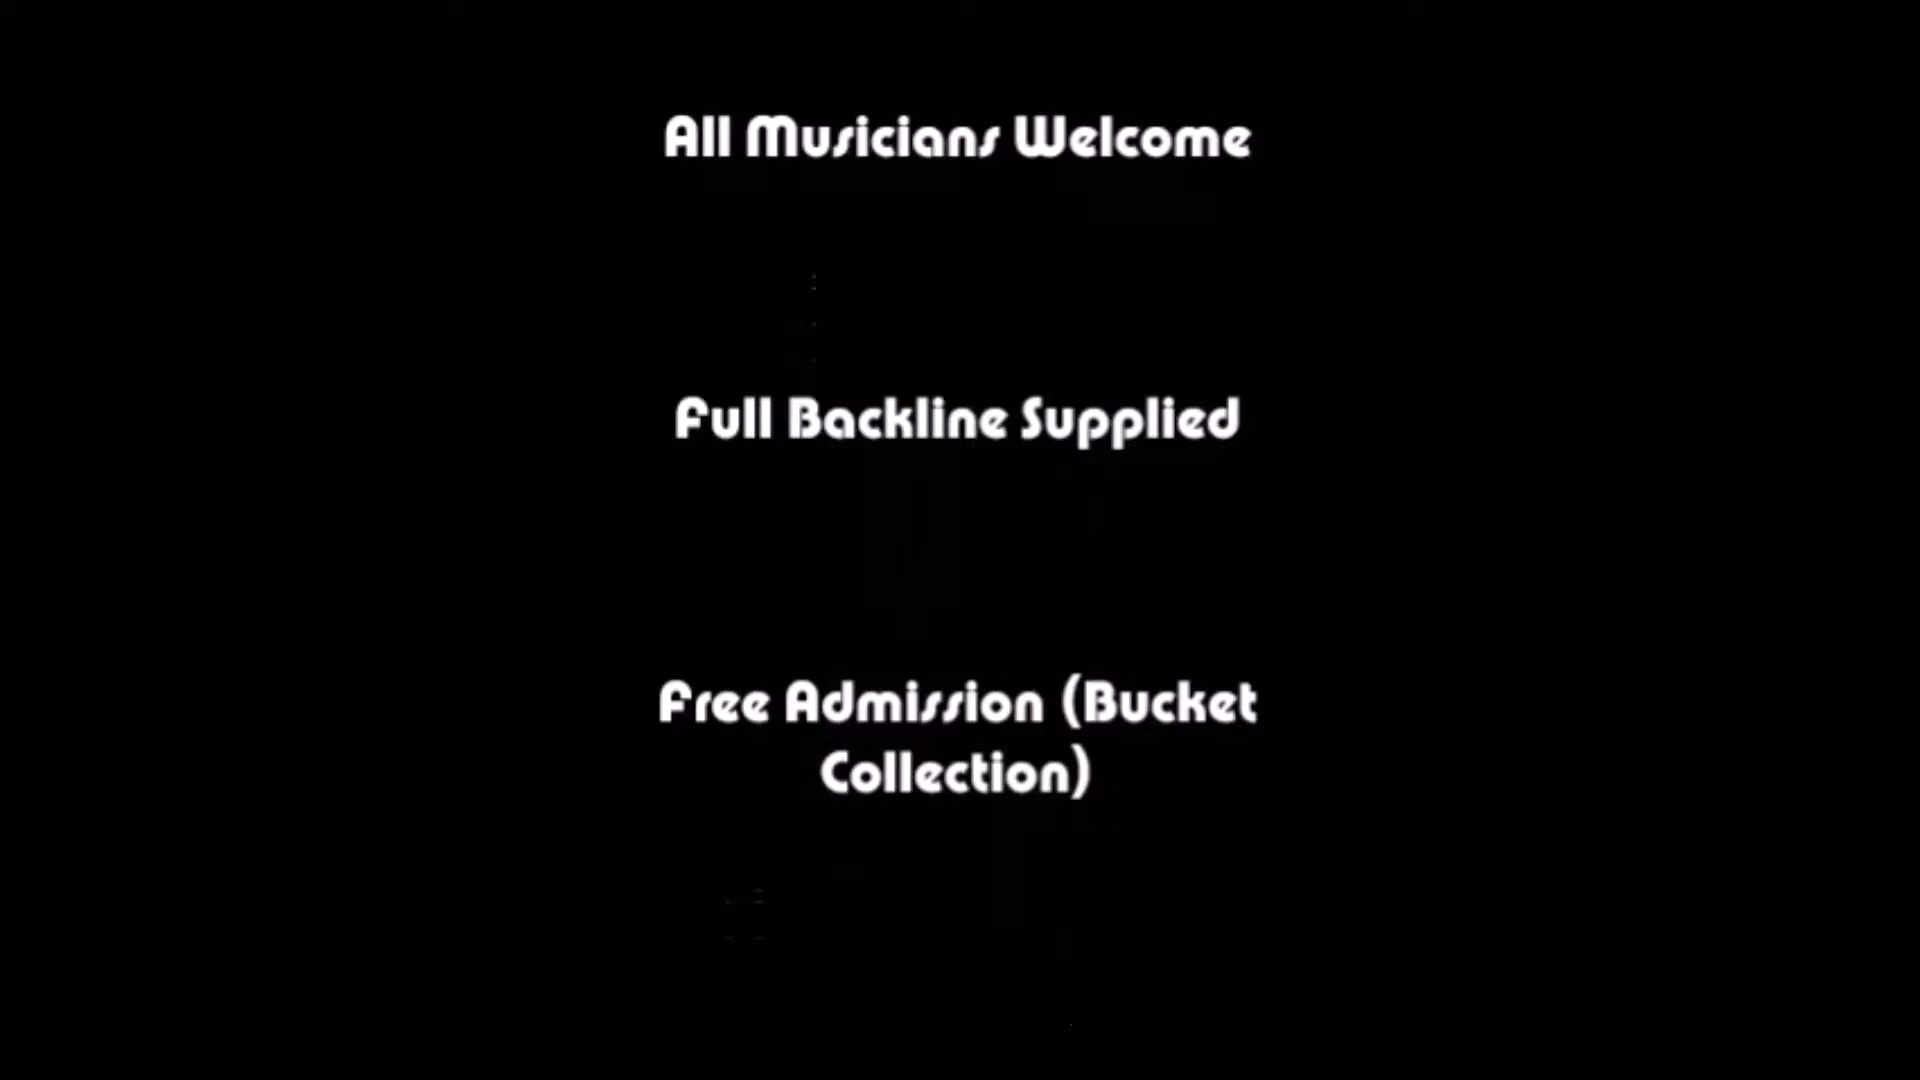 All Musicians Welcome
Full Backline Supplied
Free Admission (Bucket
Collection)